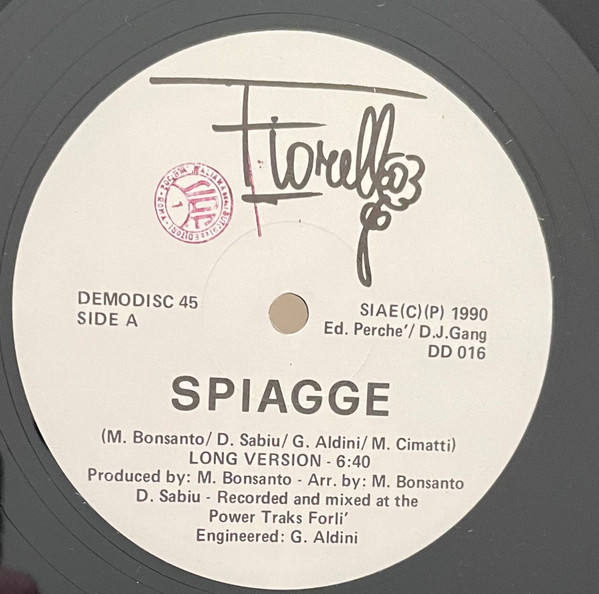 Fiorello
SIAE
DEMODISC 45
SIDE A
SIAE(C)(P) 1990
Ed. Perche'/ D.J.Gang
DD 016
SPIAGGE
(M. Bonsanto/ D. Sabiu/ G. Aldini/ M. Cimatti)
LONG VERSION - 6:40
Produced by: M. Bonsanto - Arr. by: M. Bonsanto
D. Sabiu - Recorded and mixed at the
Power Traks Forli'
Engineered: G. Aldini